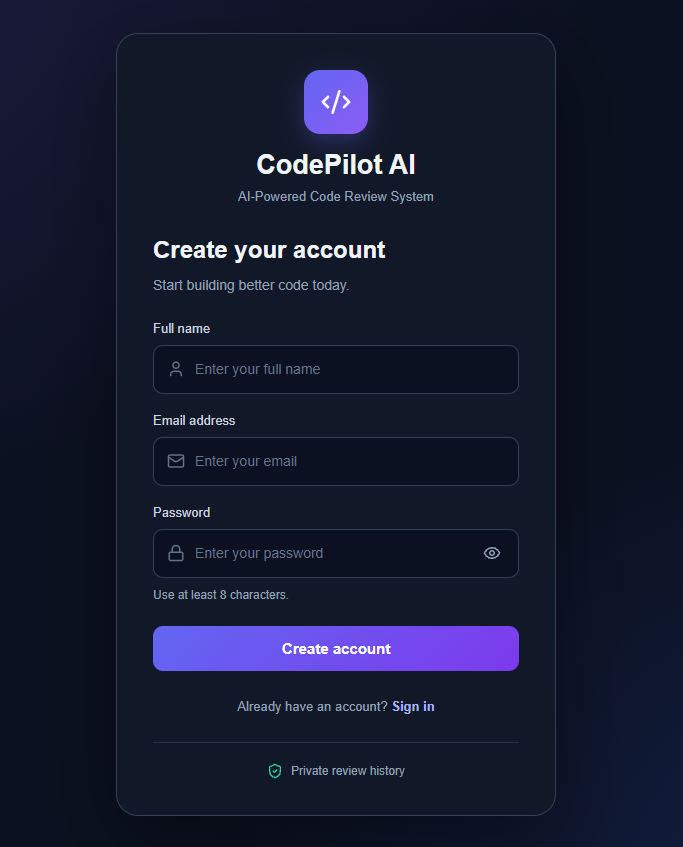 CodePilot AI
AI-Powered Code Review System
Create your account
Start building better code today.
Full name
Enter your full name
Email address
Enter your email
Password
Enter your password
Use at least 8 characters.
Create account
Already have an account? Sign in
Private review history